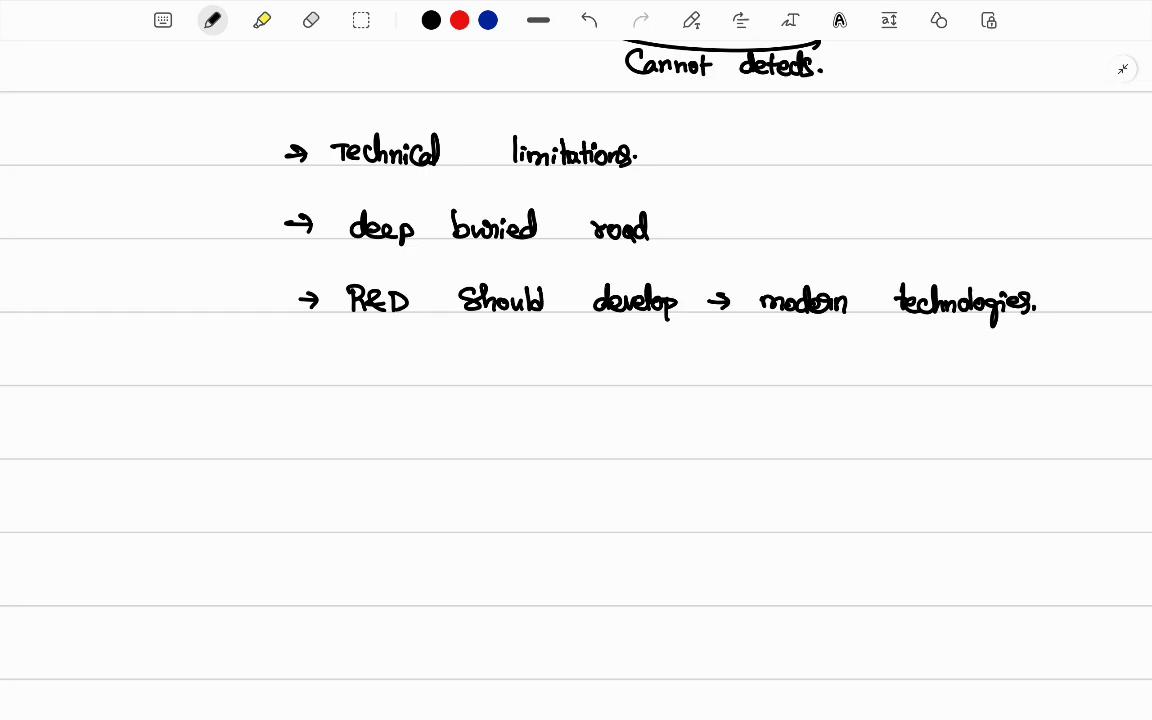 Cannot detects.
→ Technical limitations.
→ deep buried road
→ R&D Should develop → modern technologies.